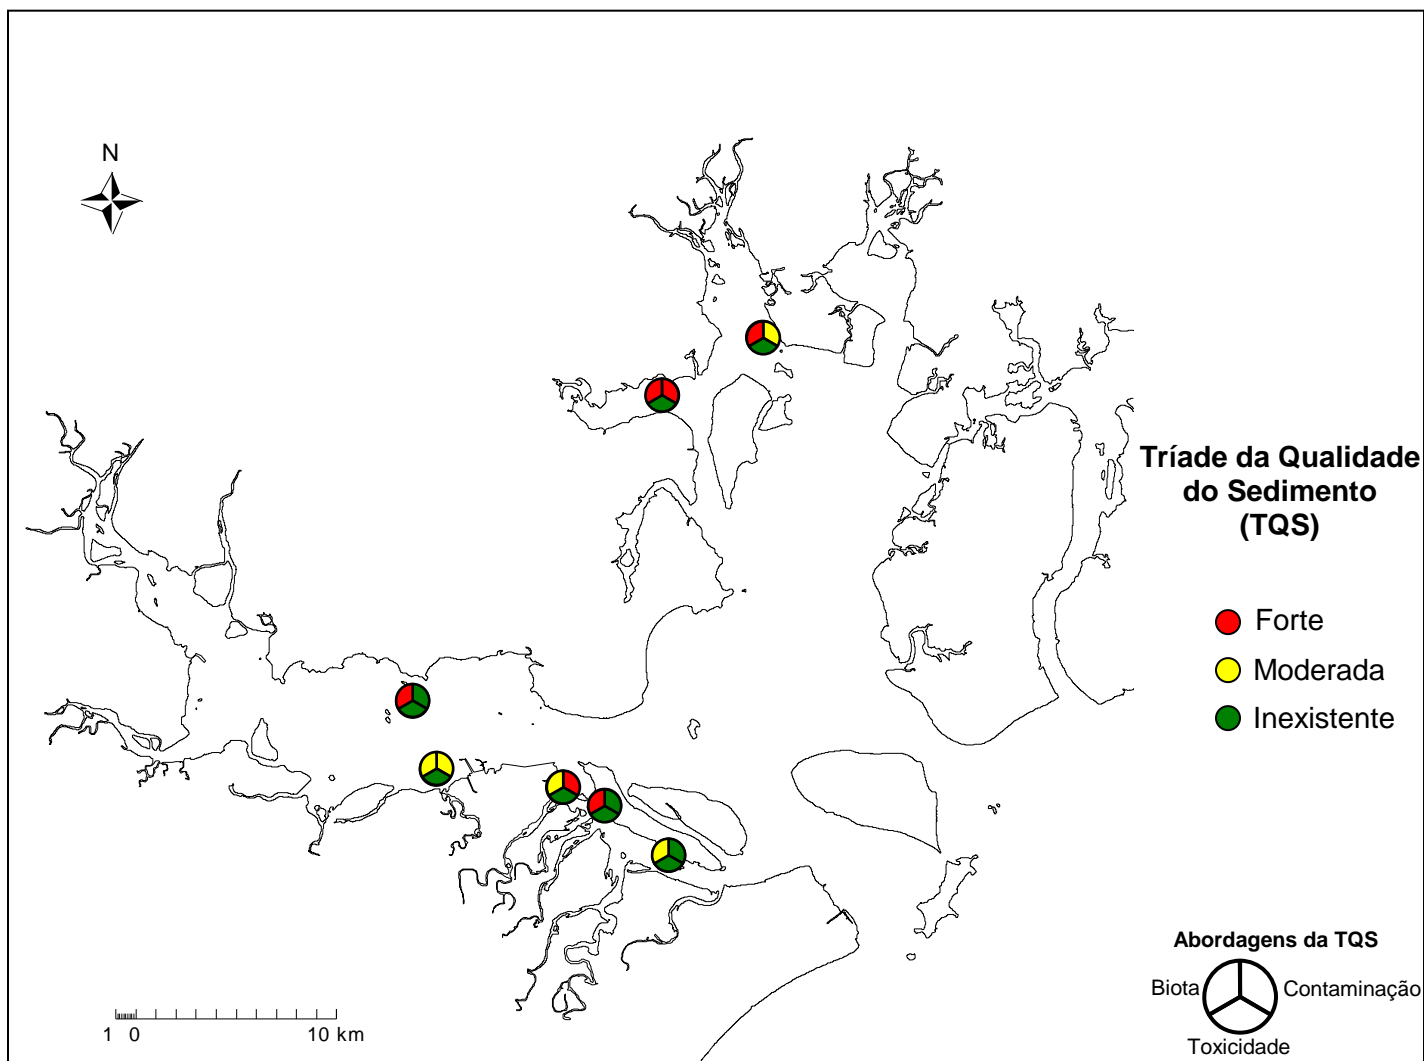 N
Tríade da Qualidade
do Sedimento
(TQS)
Forte
Moderada
Inexistente
Abordagens da TQS
Biota
Contaminação
Toxicidade
1 0 10 km